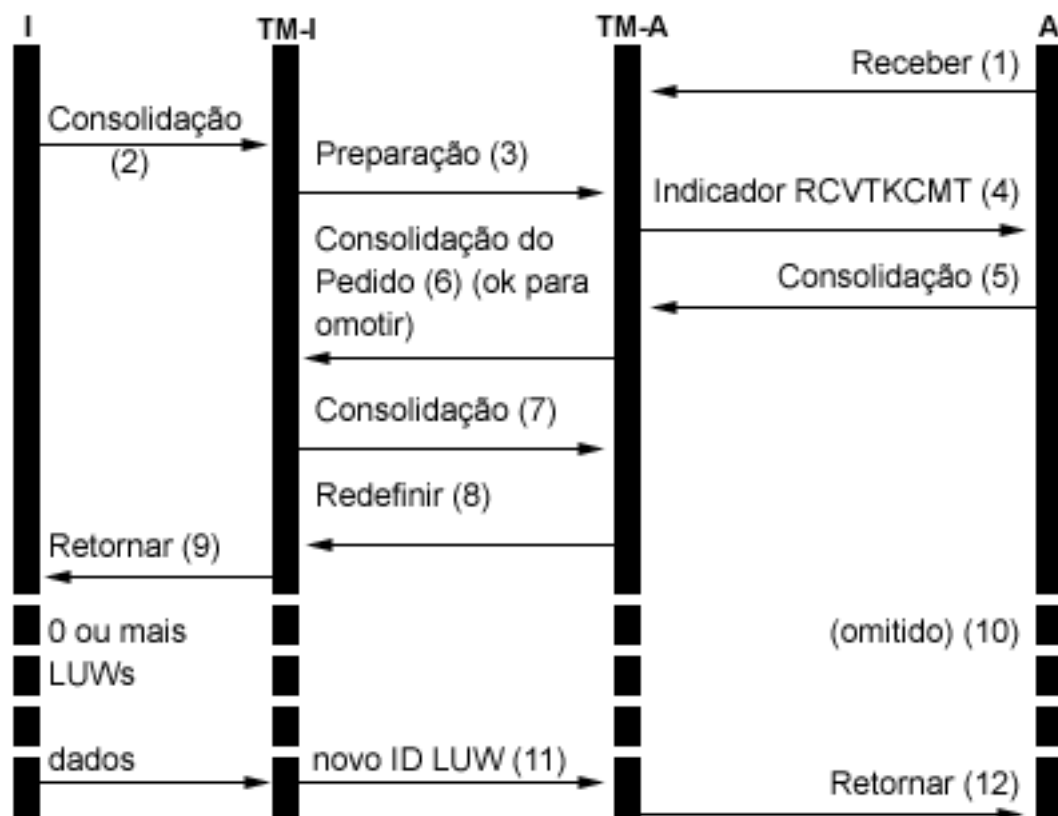 I
TM-I
TM-A
A
Receber (1)
Consolidação
(2)
Preparação (3)
Indicador RCVTKCMT (4)
Consolidação do
Pedido (6) (ok para
omotir)
Consolidação (5)
Consolidação (7)
Redefinir (8)
Retornar (9)
0 ou mais
LUWs
(omitido) (10)
dados
novo ID LUW (11)
Retornar (12)